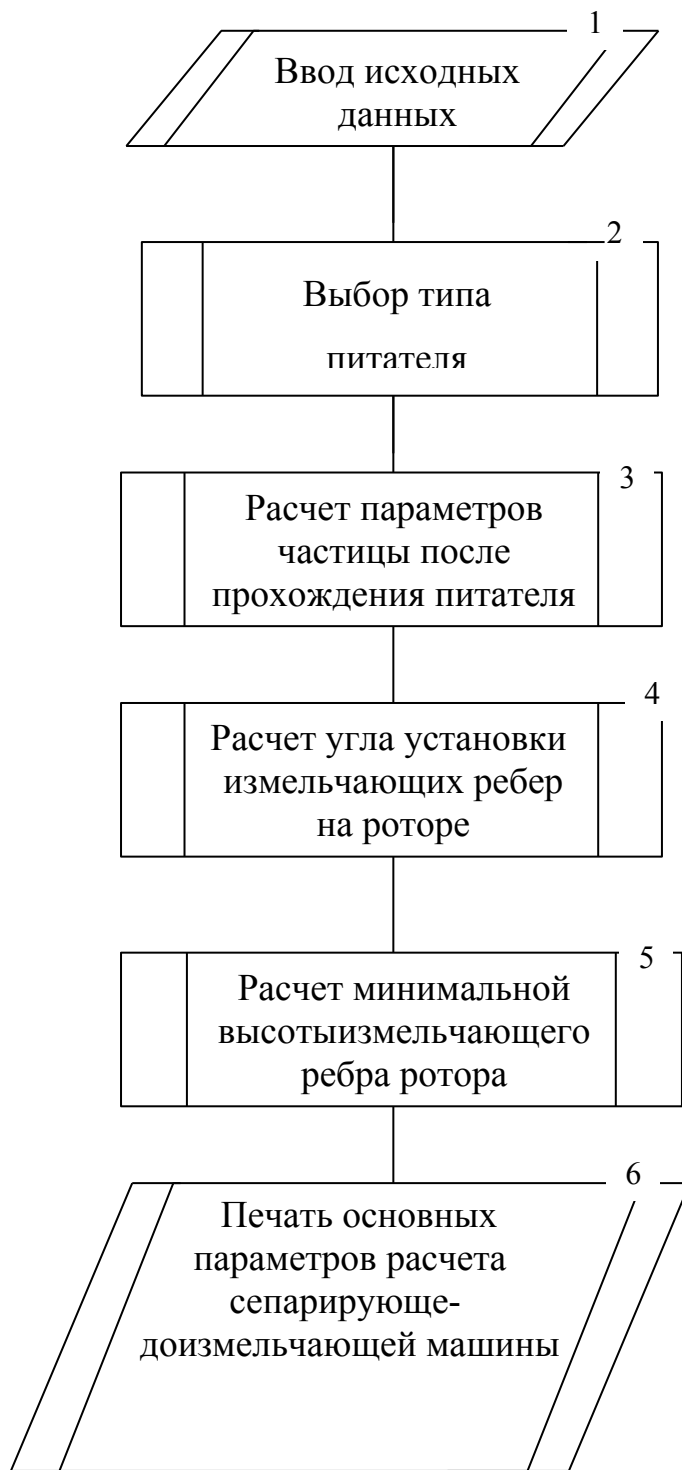 1
Ввод исходных
данных
2
Выбор типа
питателя
3
Расчет параметров
частицы после
прохождения питателя
4
Расчет угла установки
измельчающих ребер
на роторе
5
Расчет минимальной
высотыизмельчающего
ребра ротора
6
Печать основных
параметров расчета
сепарирующе-
доизмельчающей машины